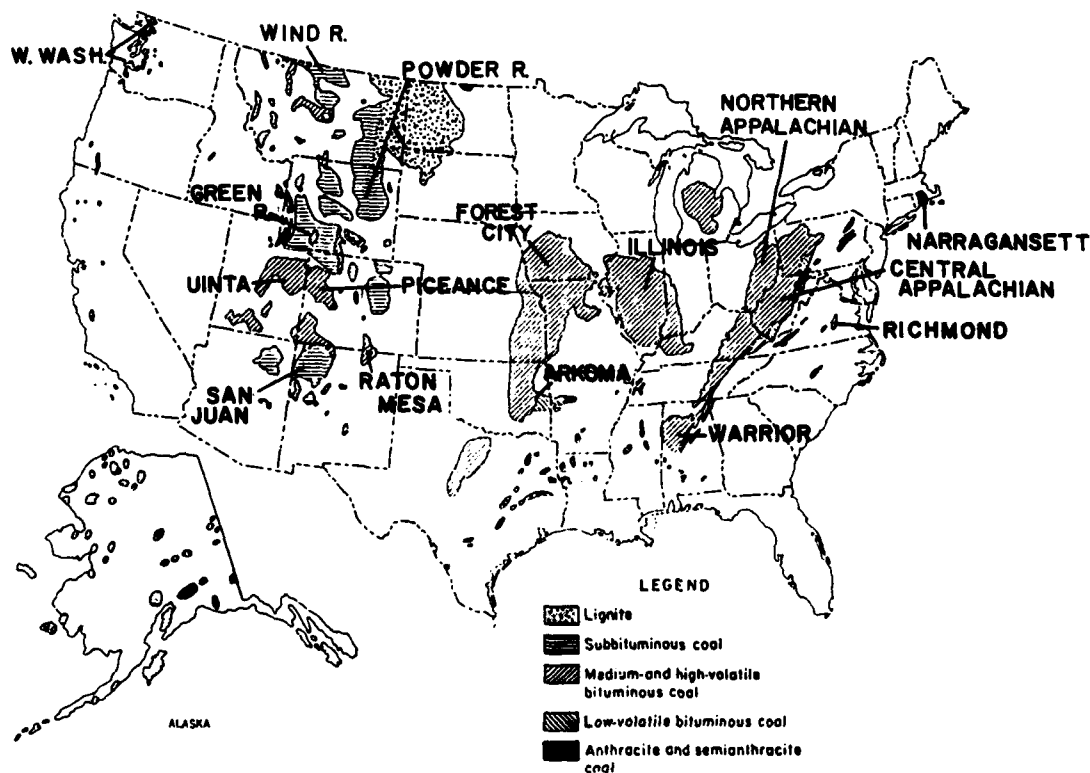 WIND R.
W. WASH.
POWDER R.
NORTHERN
APPALACHIAN
GREEN
R.
FOREST
CITY
ILLINOIS
NARRAGANSETT
UINTA
PICEANCE
CENTRAL
APPALACHIAN
RICHMOND
SAN
JUAN
RATON
MESA
ARKOMA
WARRIOR
ALASKA
LEGEND
Lignite
Subbituminous coal
Medium-and high-volatile
bituminous coal
Low-volatile bituminous coal
Anthracite and semianthracite
coal